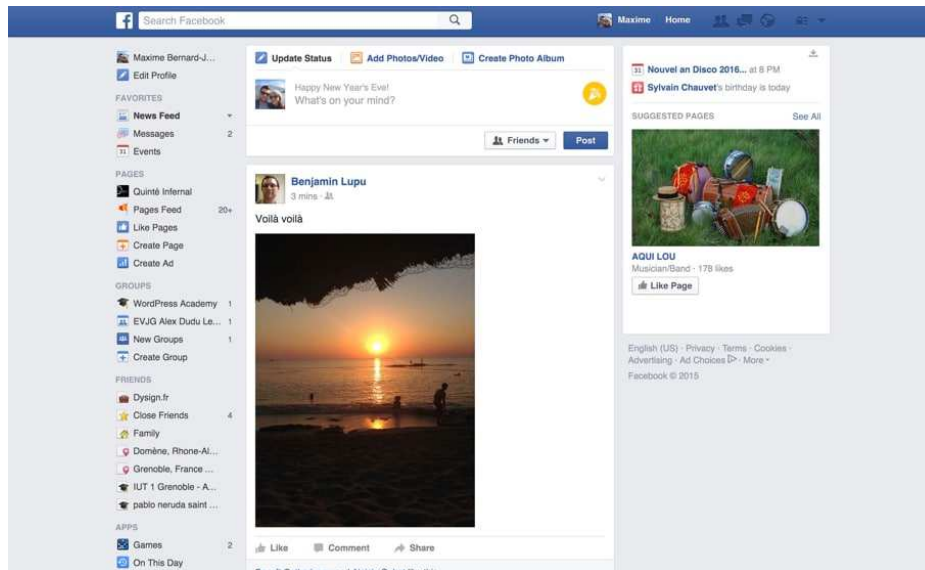 f
Search Facebook
Maxime
Home
Maxime Bernard-J...
Edit Profile
FAVORITES
News Feed
Messages 2
31 Events
PAGES
Quinté Infernal
Pages Feed 20+
Like Pages
Create Page
Create Ad
GROUPS
WordPress Academy 1
EVJG Alex Dudu Le... 1
New Groups 1
Create Group
FRIENDS
Dysign.fr
Close Friends 4
Family
Domène, Rhone-Al...
Grenoble, France ...
IUT 1 Grenoble - A...
pablo neruda saint ...
APPS
Games 2
On This Day
Update Status
Add Photos/Video
Create Photo Album
Happy New Year's Eve!
What's on your mind?
Friends
Post
Benjamin Lupu
3 mins ·
Voilà voilà
Like
Comment
Share
31 Nouvel an Disco 2016... at 8 PM
Sylvain Chauvet's birthday is today
SUGGESTED PAGES See All
AQUI LOU
Musician/Band · 178 likes
Like Page
English (US) · Privacy · Terms · Cookies ·
Advertising · Ad Choices · More
Facebook © 2015